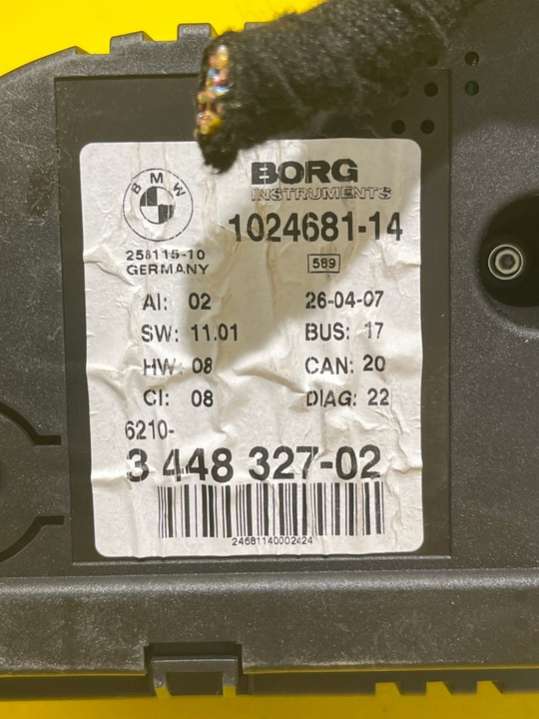 BMW
BORG
INSTRUMENTS
1024681-14
258115-10
GERMANY
589
AI: 02
26-04-07
SW: 11.01
BUS: 17
HW: 08
CAN: 20
CI: 08
DIAG: 22
6210-
3 448 327-02
24681140002424